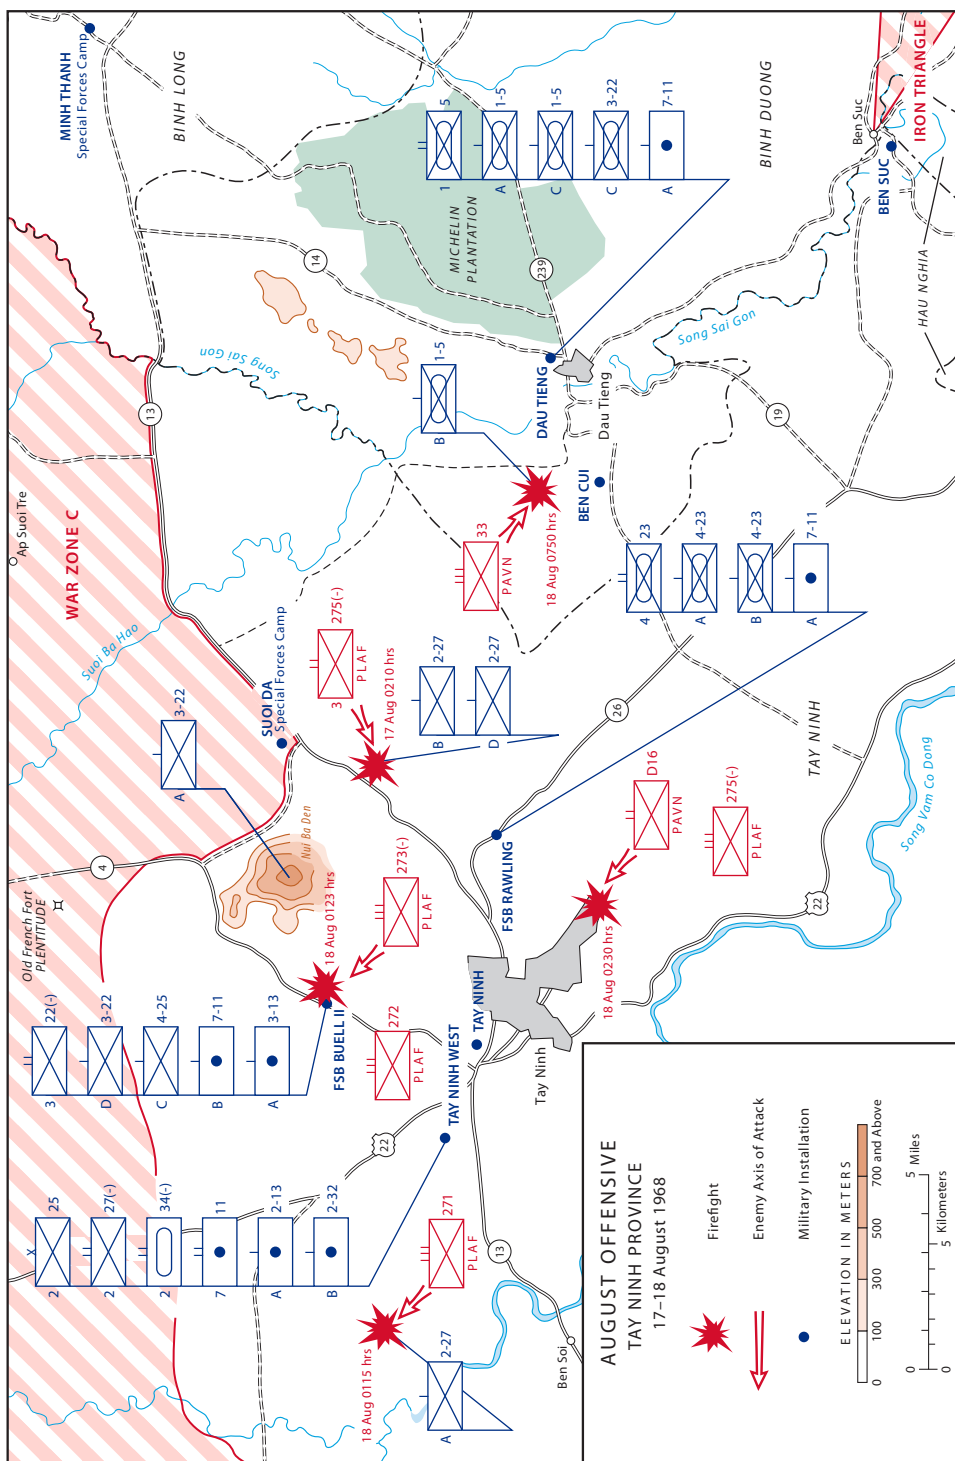 MINH THANH
Special Forces Camp
BINH LONG
WAR ZONE C
Ap Suoi Tre
Suoi Ba Hao
13
14
Song Sai Gon
MICHELIN
PLANTATION
239
1
5
A
1-5
C
1-5
C
3-22
A
7-11
BINH DUONG
Ben Suc
IRON TRIANGLE
BEN SUC
HAU NGHIA
Song Sai Gon
19
DAU TIENG
Dau Tieng
B
1-5
BEN CUI
33
PAVN
18 Aug 0750 hrs
SUOI DA
Special Forces Camp
3
275(-)
PLAF
17 Aug 0210 hrs
B
2-27
D
2-27
4
23
A
4-23
B
4-23
A
7-11
A
3-22
Nui Ba Den
4
Old French Fort
PLENTITUDE
26
TAY NINH
Song Vam Co Dong
22
FSB RAWLING
D16
PAVN
275(-)
PLAF
18 Aug 0230 hrs
273(-)
PLAF
18 Aug 0123 hrs
FSB BUELL II
3
22(-)
D
3-22
C
4-25
B
7-11
A
3-13
272
PLAF
TAY NINH
Tay Ninh
TAY NINH WEST
22
2
X
25
2
27(-)
2
34(-)
7
11
A
2-13
B
2-32
271
PLAF
18 Aug 0115 hrs
A
2-27
13
Ben Soi
AUGUST OFFENSIVE
TAY NINH PROVINCE
17–18 August 1968
Firefight
Enemy Axis of Attack
Military Installation
ELEVATION IN METERS
0
100
300
500
700 and Above
0
5
Miles
0
5
Kilometers